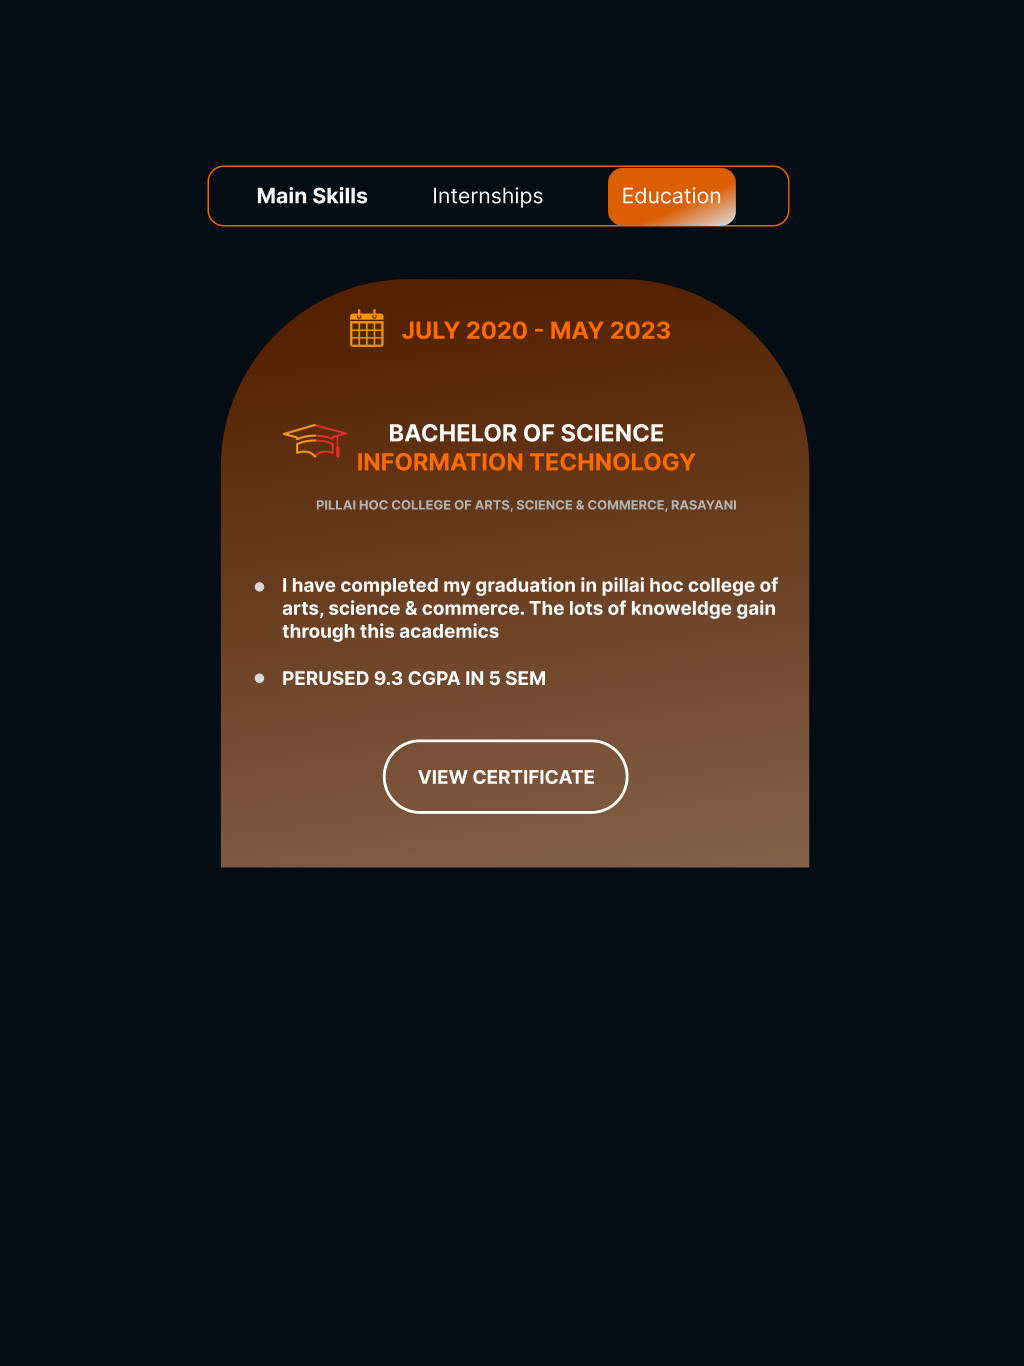 Main Skills Internships Education
JULY 2020 - MAY 2023
BACHELOR OF SCIENCE
INFORMATION TECHNOLOGY
PILLAI HOC COLLEGE OF ARTS, SCIENCE & COMMERCE, RASAYANI
I have completed my graduation in pillai hoc college of
arts, science & commerce. The lots of knoweldge gain
through this academics
PERUSED 9.3 CGPA IN 5 SEM
VIEW CERTIFICATE